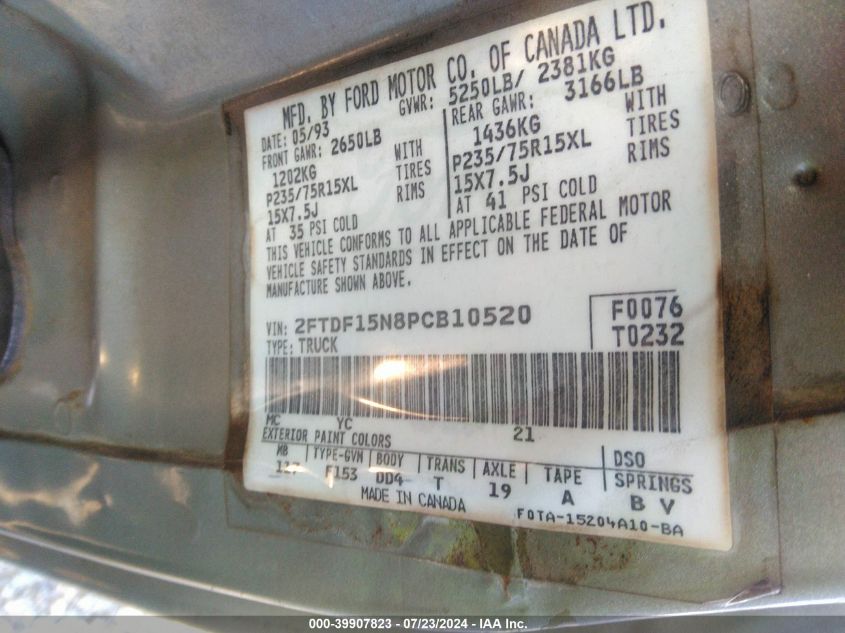 MFD. BY FORD MOTOR CO. OF CANADA LTD.
DATE: 05/93 GVWR: 5250LB/ 2381KG
FRONT GAWR: 2650LB REAR GAWR: 3166LB
1202KG WITH 1436KG WITH
P235/75R15XL TIRES P235/75R15XL TIRES
15X7.5J RIMS 15X7.5J RIMS
AT 35 PSI COLD AT 41 PSI COLD
THIS VEHICLE CONFORMS TO ALL APPLICABLE FEDERAL MOTOR
VEHICLE SAFETY STANDARDS IN EFFECT ON THE DATE OF
MANUFACTURE SHOWN ABOVE.
VIN: 2FTDF15N8PCB10520 F0076
TYPE: TRUCK T0232
MC YC 21
EXTERIOR PAINT COLORS DSO
WB TYPE-GVM BODY TRANS AXLE TAPE SPRINGS
F153 DD4 T 19 A B V
MADE IN CANADA
F0TA-15204A10-BA
000-39907823 - 07/23/2024 - IAA Inc.